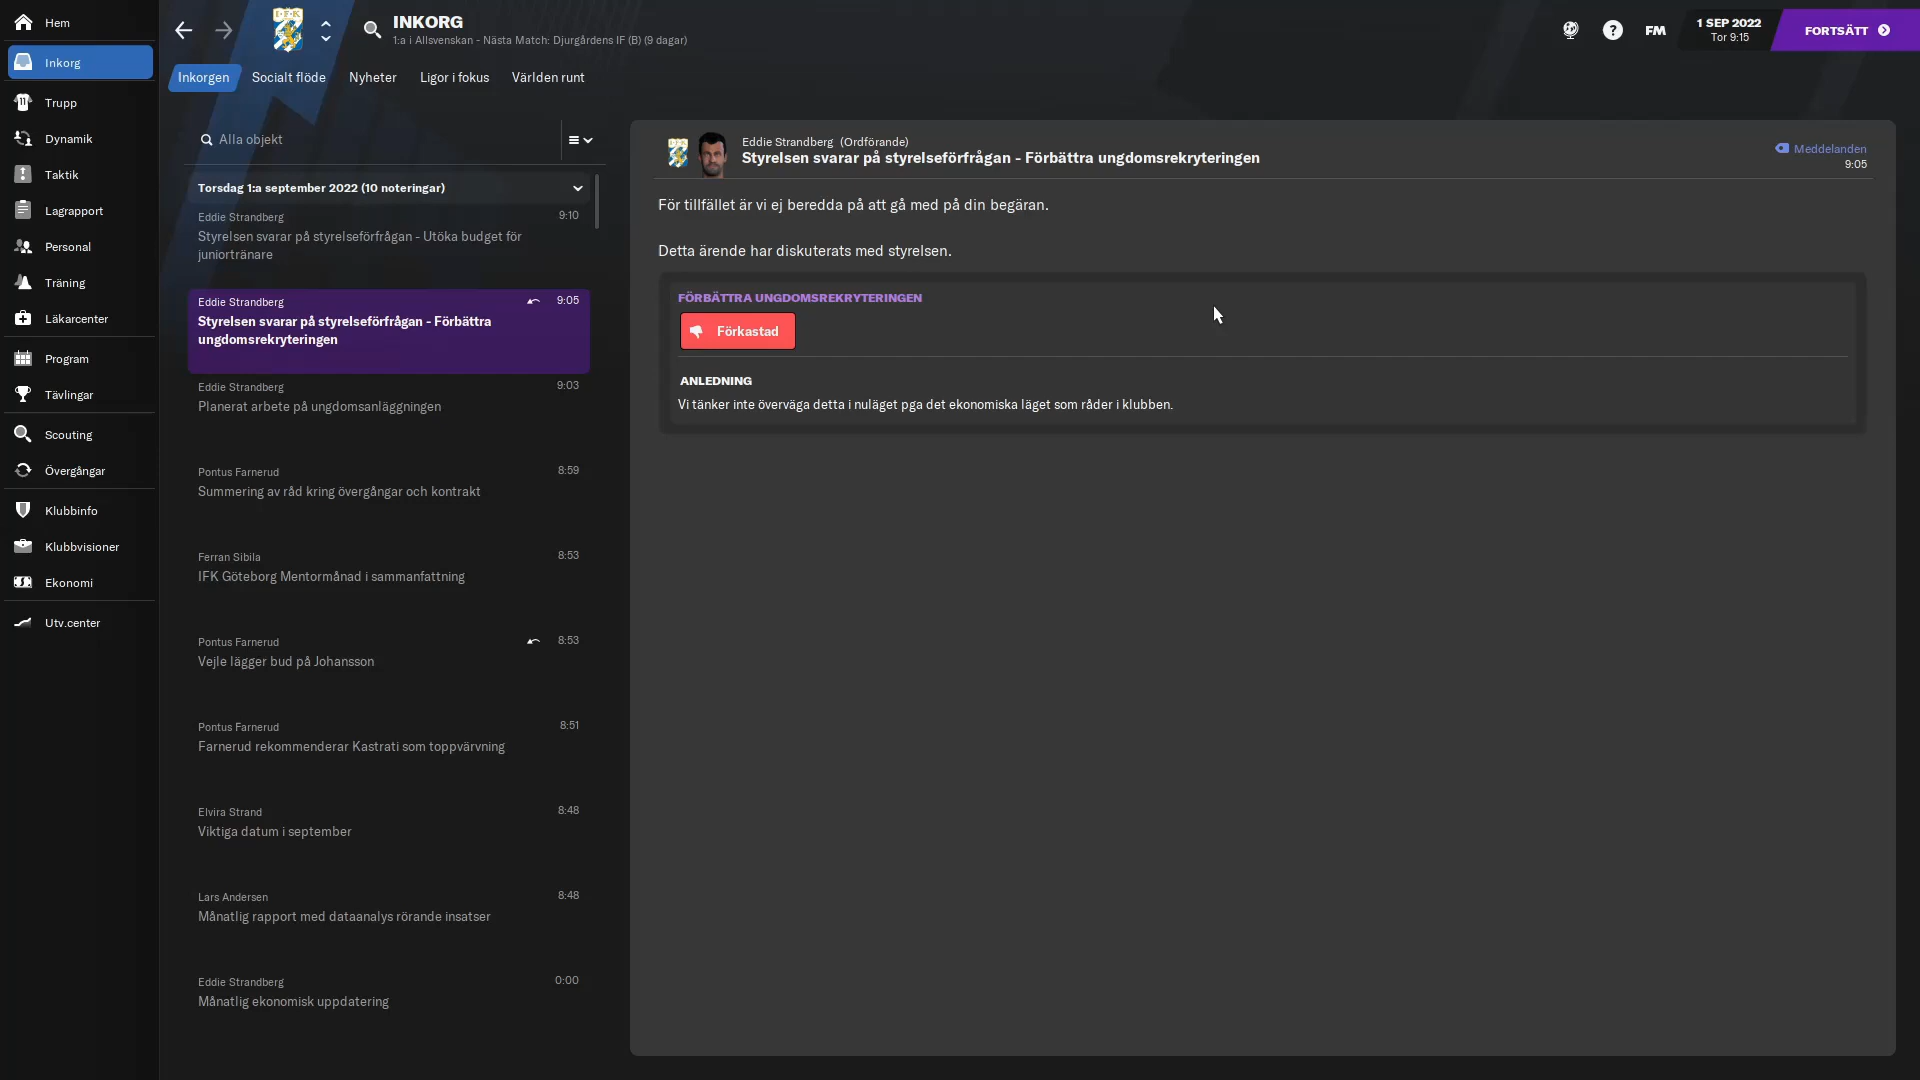 Hem
Inkorg
Trupp
Dynamik
Taktik
Lagrapport
Personal
Träning
Läkarcenter
Program
Tävlingar
Scouting
Övergångar
Klubbinfo
Klubbvisioner
Ekonomi
Utv.center
INKORG
1:a i Allsvenskan - Nästa Match: Djurgårdens IF (B) (9 dagar)
FM
1 SEP 2022
Tor 9:15
FORTSÄTT
Inkorgen
Socialt flöde
Nyheter
Ligor i fokus
Världen runt
Alla objekt
Torsdag 1:a september 2022 (10 noteringar)
Eddie Strandberg
9:10
Styrelsen svarar på styrelseförfrågan - Utöka budget för
juniortränare
Eddie Strandberg
9:05
Styrelsen svarar på styrelseförfrågan - Förbättra
ungdomsrekryteringen
Eddie Strandberg
9:03
Planerat arbete på ungdomsanläggningen
Pontus Farnerud
8:59
Summering av råd kring övergångar och kontrakt
Ferran Sibila
8:53
IFK Göteborg Mentormånad i sammanfattning
Pontus Farnerud
8:53
Vejle lägger bud på Johansson
Pontus Farnerud
8:51
Farnerud rekommenderar Kastrati som toppvärvning
Elvira Strand
8:48
Viktiga datum i september
Lars Andersen
8:48
Månatlig rapport med dataanalys rörande insatser
Eddie Strandberg
0:00
Månatlig ekonomisk uppdatering
Eddie Strandberg (Ordförande)
Styrelsen svarar på styrelseförfrågan - Förbättra ungdomsrekryteringen
Meddelanden
9:05
För tillfället är vi ej beredda på att gå med på din begäran.
Detta ärende har diskuterats med styrelsen.
FÖRBÄTTRA UNGDOMSREKRYTERINGEN
Förkastad
ANLEDNING
Vi tänker inte överväga detta i nuläget pga det ekonomiska läget som råder i klubben.